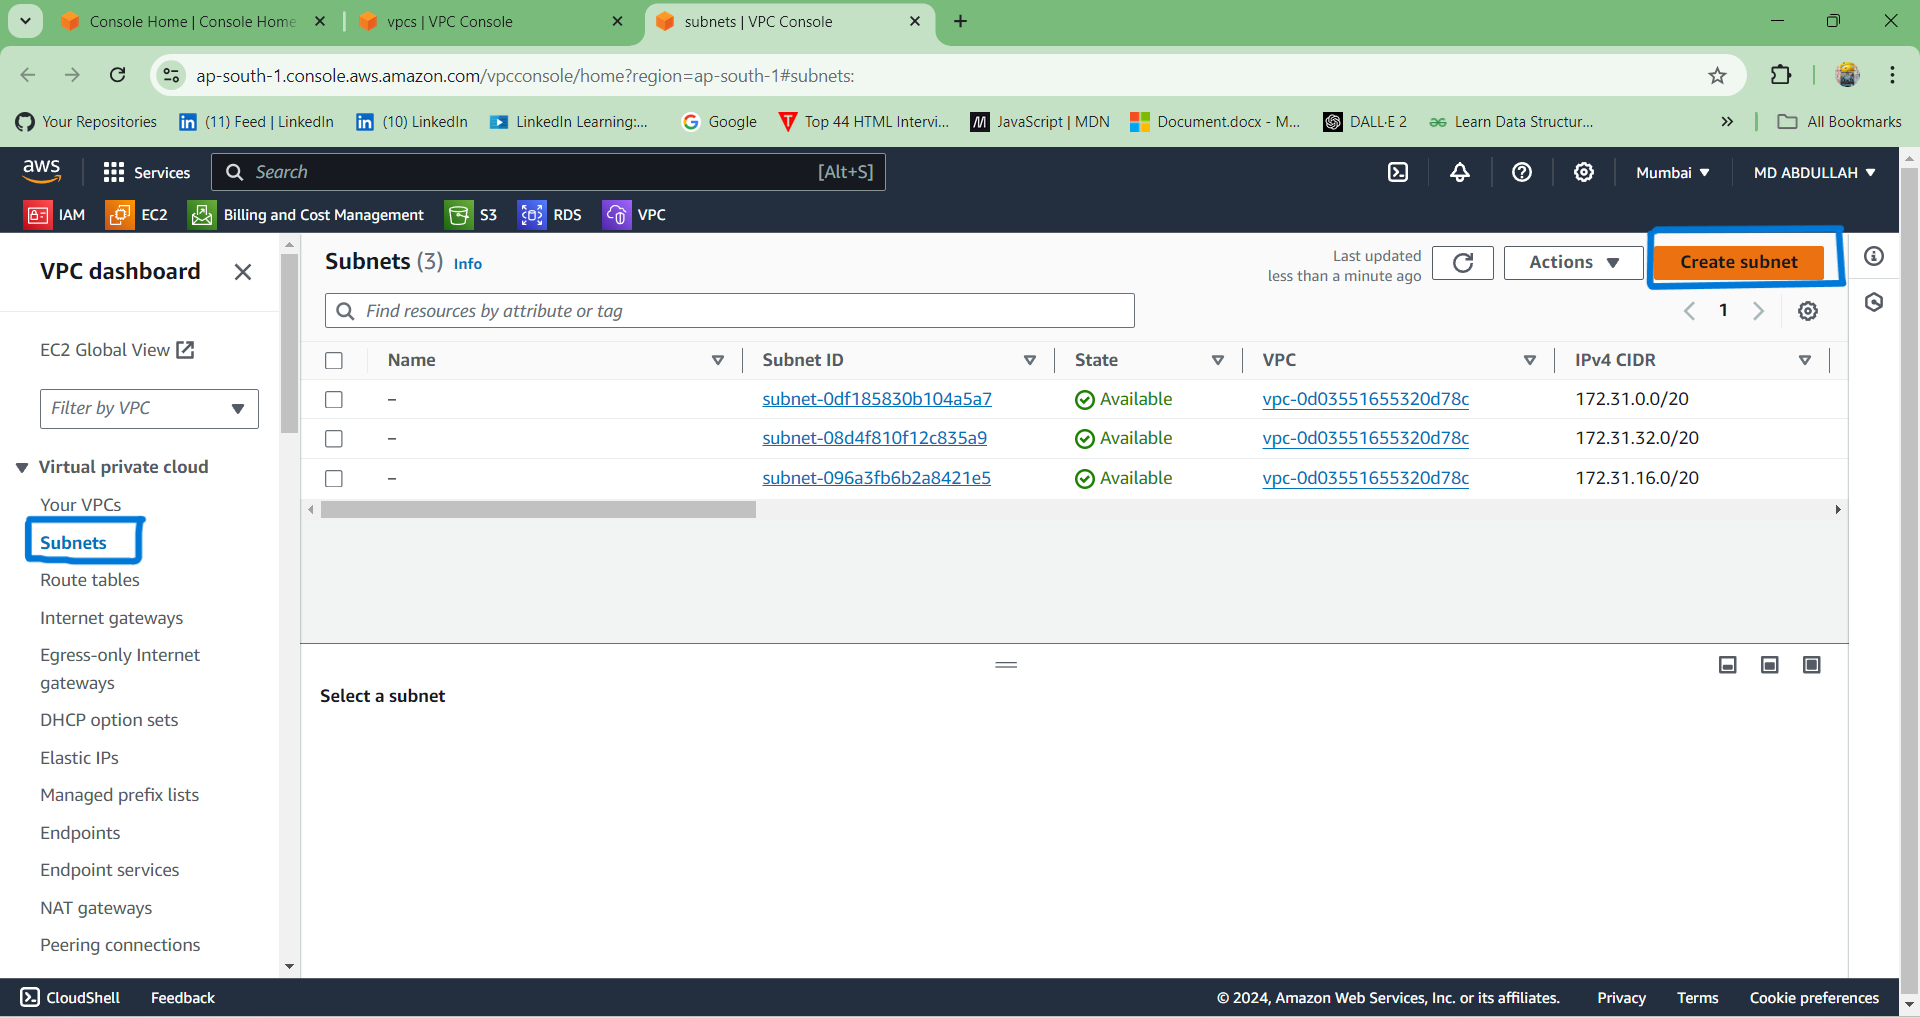 Console Home | Console Home
vpcs | VPC Console
subnets | VPC Console
ap-south-1.console.aws.amazon.com/vpcconsole/home?region=ap-south-1#subnets:
Your Repositories
(11) Feed | LinkedIn
(10) LinkedIn
LinkedIn Learning:...
Google
Top 44 HTML Intervi...
JavaScript | MDN
Document.docx - M...
DALL·E 2
Learn Data Structur...
All Bookmarks
aws
Services
Search
[Alt+S]
Mumbai
MD ABDULLAH
IAM
EC2
Billing and Cost Management
S3
RDS
VPC
VPC dashboard
EC2 Global View
Filter by VPC
Virtual private cloud
Your VPCs
Subnets
Route tables
Internet gateways
Egress-only Internet
gateways
DHCP option sets
Elastic IPs
Managed prefix lists
Endpoints
Endpoint services
NAT gateways
Peering connections
Subnets (3) Info
Last updated
less than a minute ago
Actions
Create subnet
Find resources by attribute or tag
1
Name Subnet ID State VPC IPv4 CIDR
– subnet-0df185830b104a5a7 Available vpc-0d03551655320d78c 172.31.0.0/20
– subnet-08d4f810f12c835a9 Available vpc-0d03551655320d78c 172.31.32.0/20
– subnet-096a3fb6b2a8421e5 Available vpc-0d03551655320d78c 172.31.16.0/20
Select a subnet
CloudShell
Feedback
© 2024, Amazon Web Services, Inc. or its affiliates.
Privacy
Terms
Cookie preferences